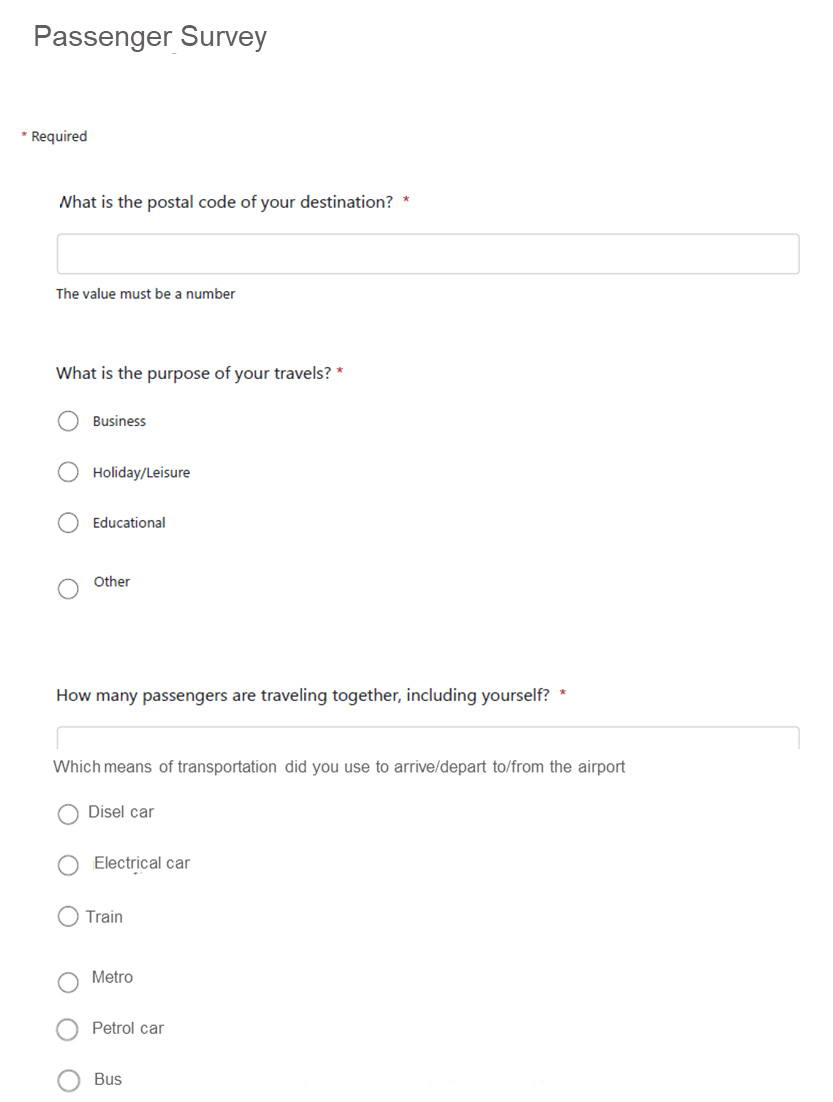 Passenger Survey
* Required
What is the postal code of your destination? *
The value must be a number
What is the purpose of your travels? *
Business
Holiday/Leisure
Educational
Other
How many passengers are traveling together, including yourself? *
Which means of transportation did you use to arrive/depart to/from the airport
Disel car
Electrical car
Train
Metro
Petrol car
Bus